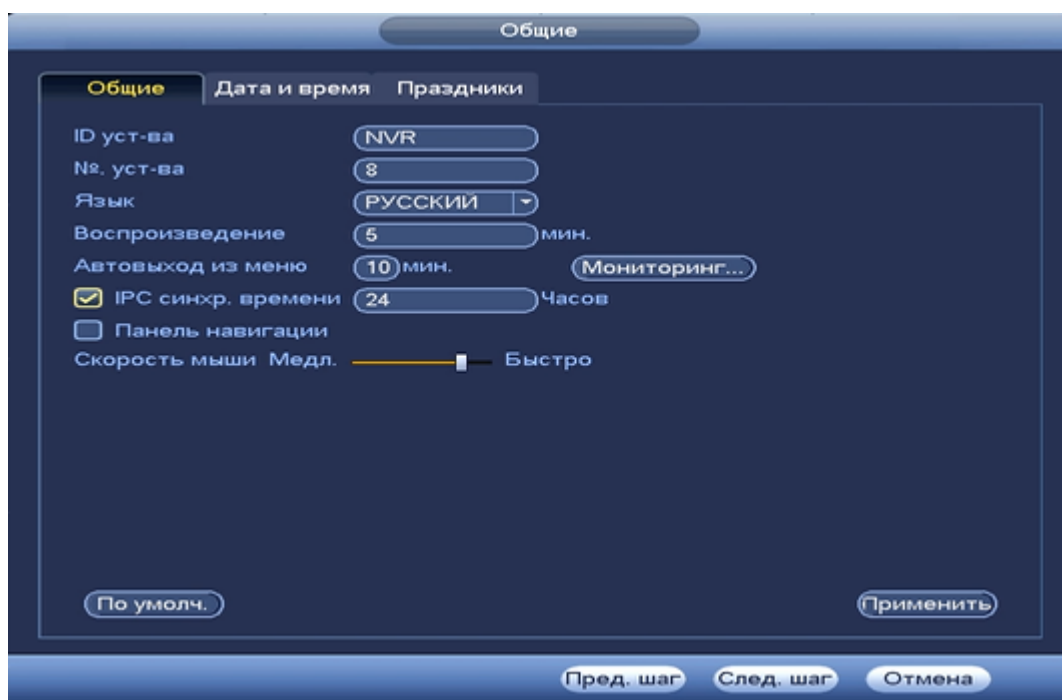 Общие
Общие Дата и время Праздники
ID уст-ва NVR
№. уст-ва 8
Язык РУССКИЙ
Воспроизведение 5 мин.
Автовыход из меню 10 мин. Мониторинг...
IPC синхр. времени 24 Часов
Панель навигации
Скорость мыши Медл. Быстро
По умолч. Применить
Пред. шаг След. шаг Отмена